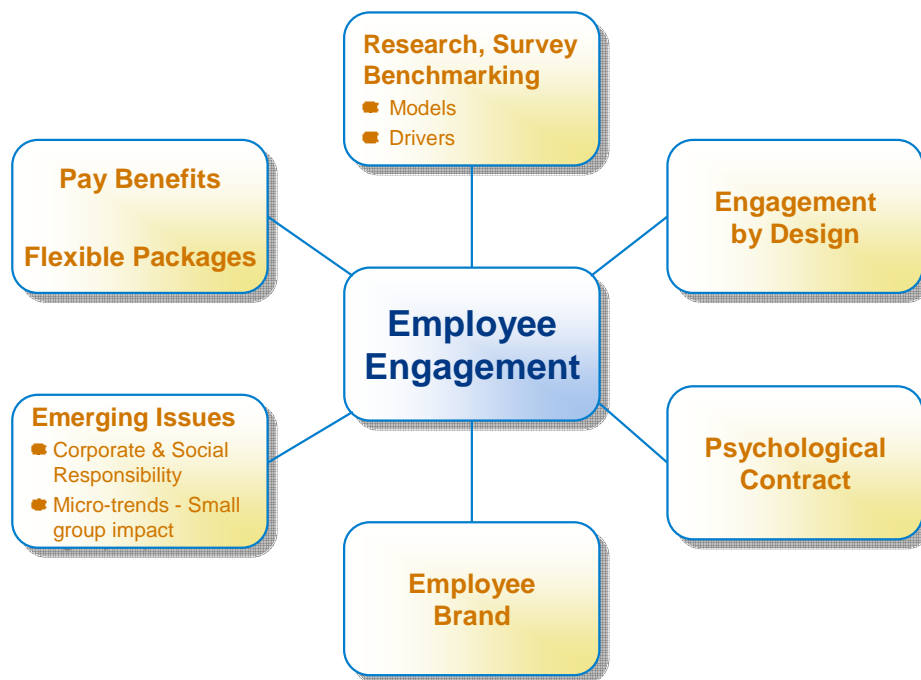 Research, Survey
Benchmarking
Models
Drivers
Pay Benefits
Flexible Packages
Engagement
by Design
Employee
Engagement
Emerging Issues
Corporate & Social
Responsibility
Micro-trends - Small
group impact
Psychological
Contract
Employee
Brand